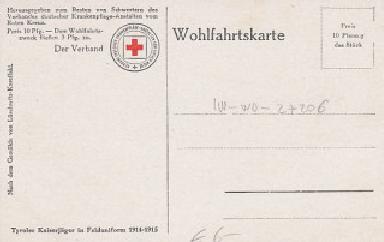 Herausgegeben zum Besten von Schwestern des
Verbandes deutscher Krankenpflege-Anstalten vom
Roten Kreuz.
Preis 10 Pfg. — Dem Wohlfahrts-
zweck fließen 3 Pfg. zu.
Der Verband
Wohlfahrtskarte
Preis
10 Pfennig
das Stück
Nach dem Gemälde von
Tyroler Kaiserjäger in Felduniform 1914-1915